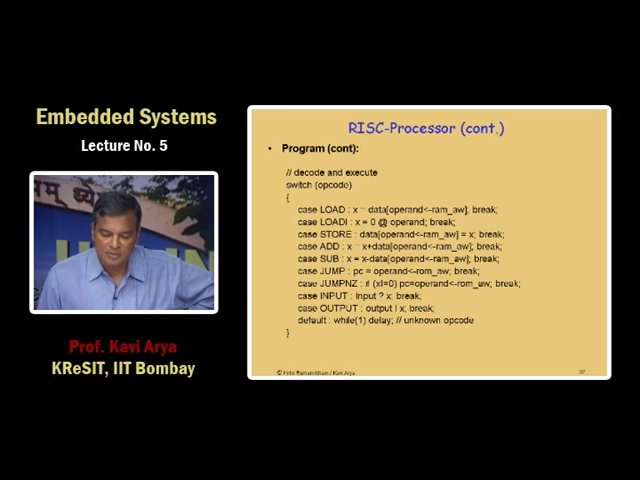 Embedded Systems
Lecture No. 5
Prof. Kavi Arya
KReSIT, IIT Bombay
RISC-Processor (cont.)
• Program (cont):
// decode and execute
switch (opcode)
{
case LOAD : x = data[operand<-ram_aw]; break;
case LOADI : x = 0 @ operand; break;
case STORE : data[operand<-ram_aw] = x; break;
case ADD : x = x+data[operand<-ram_aw]; break;
case SUB : x = x-data[operand<-ram_aw]; break;
case JUMP : pc = operand<-rom_aw; break;
case JUMPNZ : if (x!=0) pc=operand<-rom_aw; break;
case INPUT : input ? x; break;
case OUTPUT : output ! x; break;
default : while(1) delay; // unknown opcode
}
© Krithi Ramamritham / Kavi Arya